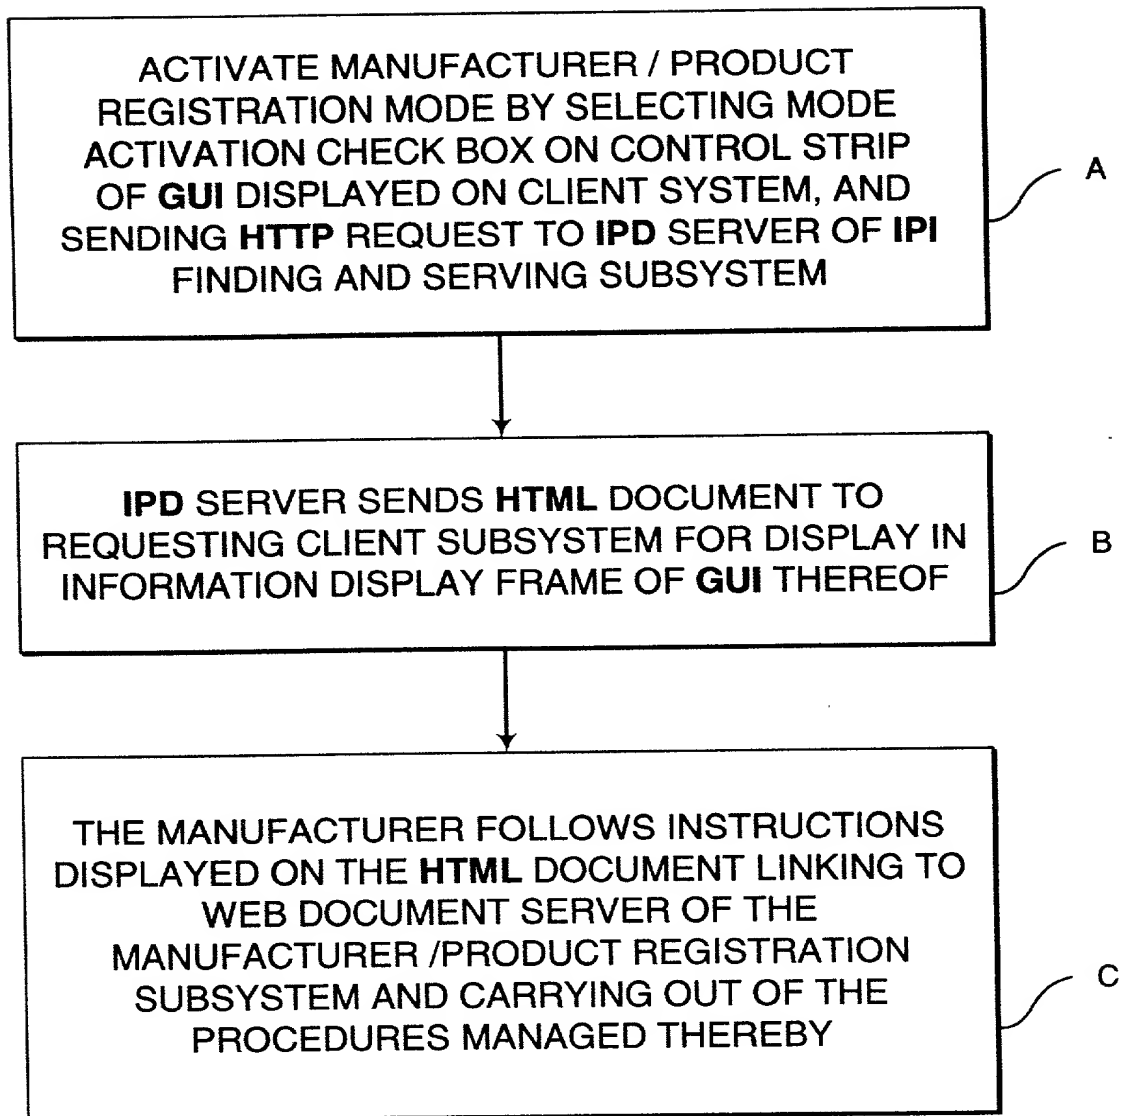 ACTIVATE MANUFACTURER / PRODUCT
REGISTRATION MODE BY SELECTING MODE
ACTIVATION CHECK BOX ON CONTROL STRIP
OF GUI DISPLAYED ON CLIENT SYSTEM, AND
SENDING HTTP REQUEST TO IPD SERVER OF IPI
FINDING AND SERVING SUBSYSTEM
A
IPD SERVER SENDS HTML DOCUMENT TO
REQUESTING CLIENT SUBSYSTEM FOR DISPLAY IN
INFORMATION DISPLAY FRAME OF GUI THEREOF
B
THE MANUFACTURER FOLLOWS INSTRUCTIONS
DISPLAYED ON THE HTML DOCUMENT LINKING TO
WEB DOCUMENT SERVER OF THE
MANUFACTURER /PRODUCT REGISTRATION
SUBSYSTEM AND CARRYING OUT OF THE
PROCEDURES MANAGED THEREBY
C